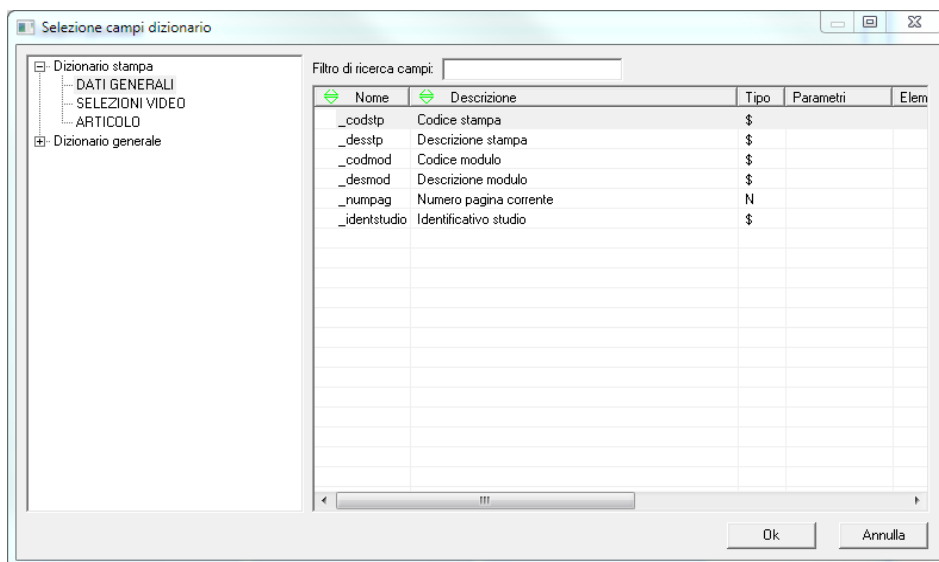 Selezione campi dizionario
Dizionario stampa
DATI GENERALI
SELEZIONI VIDEO
ARTICOLO
Dizionario generale
Filtro di ricerca campi:
Nome Descrizione Tipo Parametri Elem
_codstp Codice stampa $
_desstp Descrizione stampa $
_codmod Codice modulo $
_desmod Descrizione modulo $
_numpag Numero pagina corrente N
_identstudio Identificativo studio $
Ok Annulla